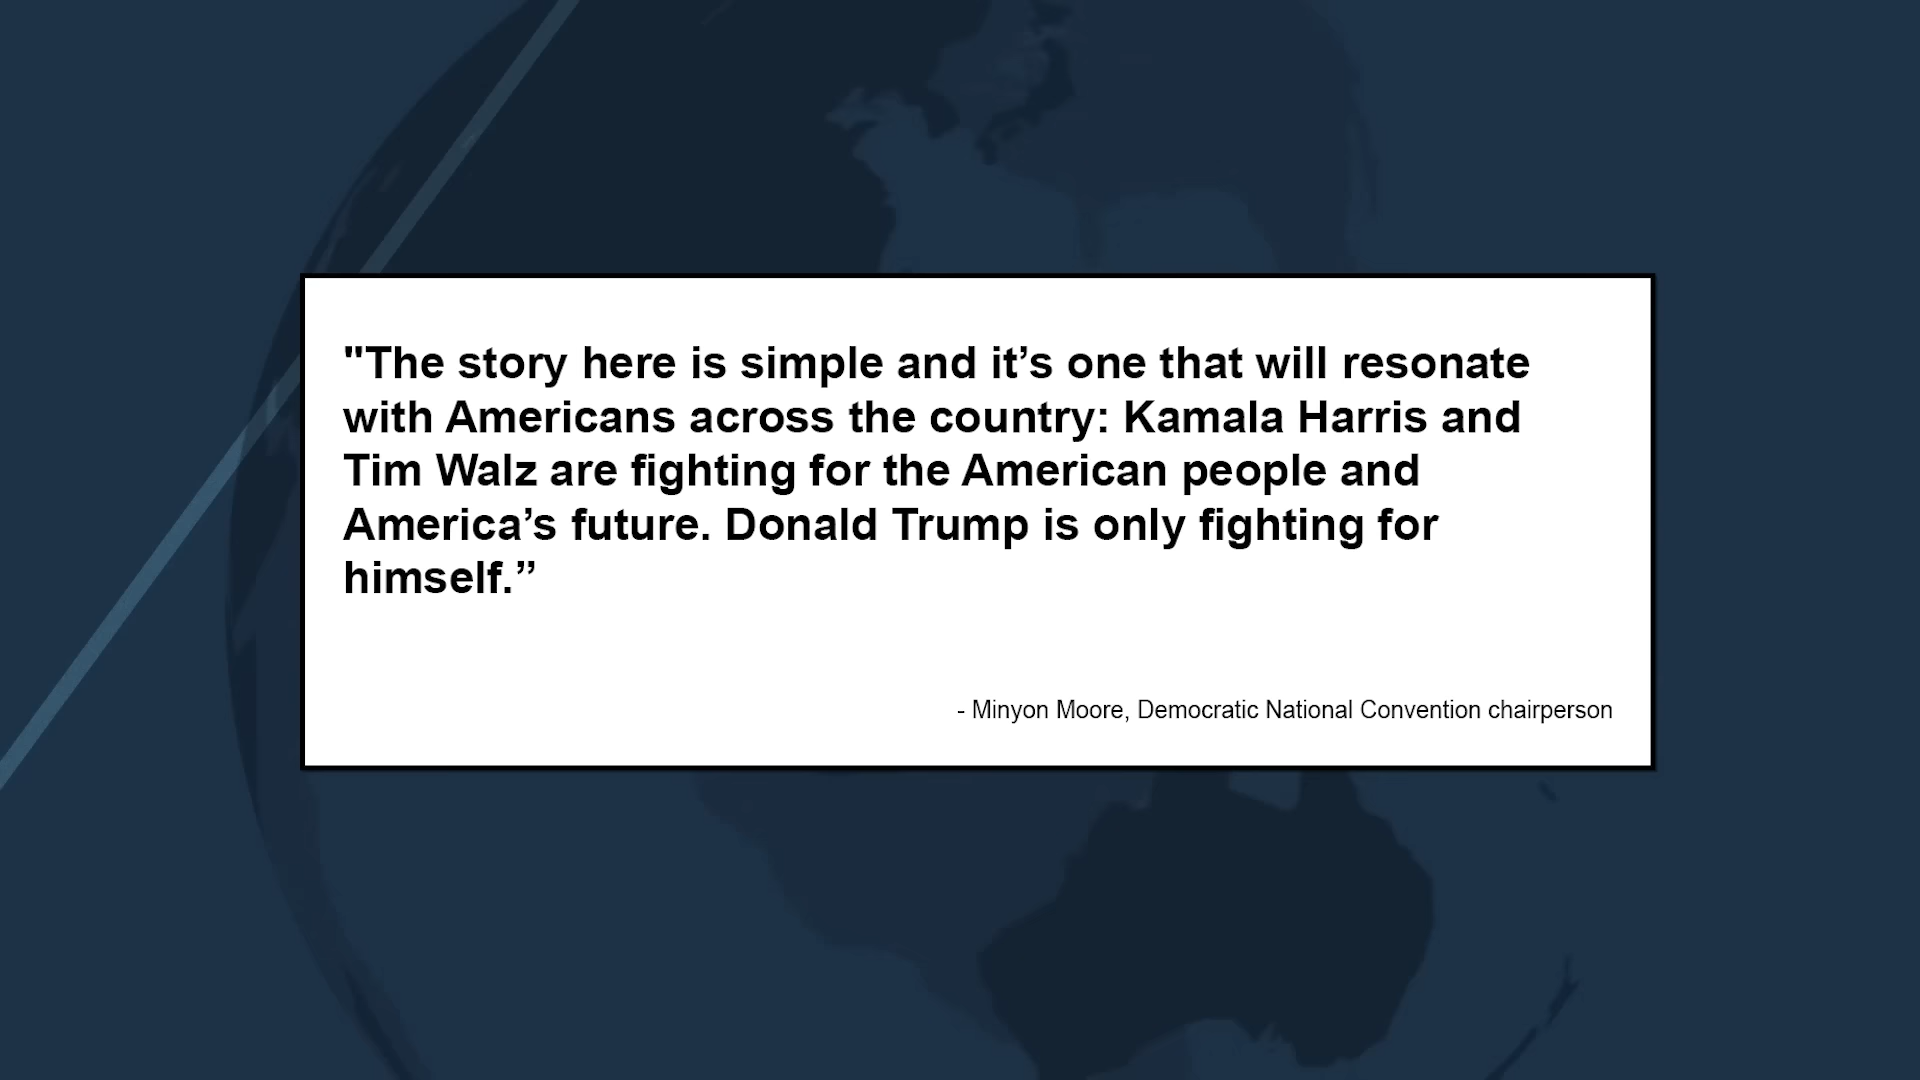 "The story here is simple and it’s one that will resonate
with Americans across the country: Kamala Harris and
Tim Walz are fighting for the American people and
America’s future. Donald Trump is only fighting for
himself.”
- Minyon Moore, Democratic National Convention chairperson